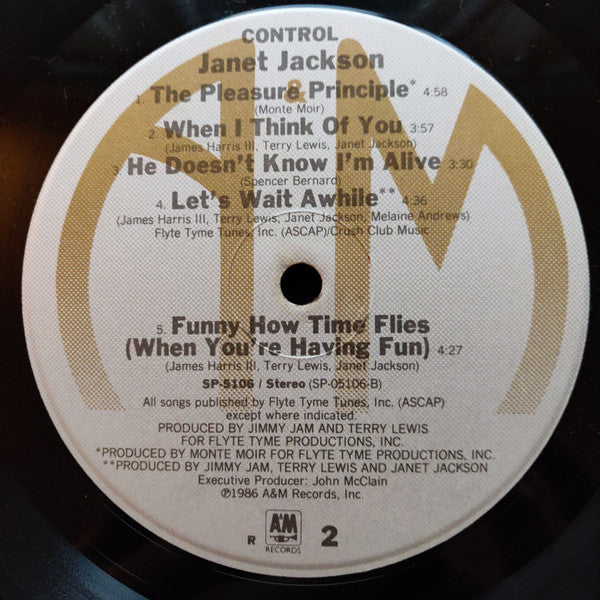 CONTROL
Janet Jackson
1. The Pleasure Principle* 4:58
(Monte Moir)
2. When I Think Of You 3:57
(James Harris III, Terry Lewis, Janet Jackson)
3. He Doesn't Know I'm Alive 3:30
(Spencer Bernard)
4. Let's Wait Awhile** 4:36
(James Harris III, Terry Lewis, Janet Jackson, Melaine Andrews)
Flyte Tyme Tunes, Inc. (ASCAP)/Crush Club Music
5. Funny How Time Flies
(When You're Having Fun) 4:27
(James Harris III, Terry Lewis, Janet Jackson)
SP-5106 / Stereo (SP-05106-B)
All songs published by Flyte Tyme Tunes, Inc. (ASCAP)
except where indicated.
PRODUCED BY JIMMY JAM AND TERRY LEWIS
FOR FLYTE TYME PRODUCTIONS, INC.
*PRODUCED BY MONTE MOIR FOR FLYTE TYME PRODUCTIONS, INC.
**PRODUCED BY JIMMY JAM, TERRY LEWIS AND JANET JACKSON
Executive Producer: John McClain
℗1986 A&M Records, Inc.
R A&M RECORDS 2